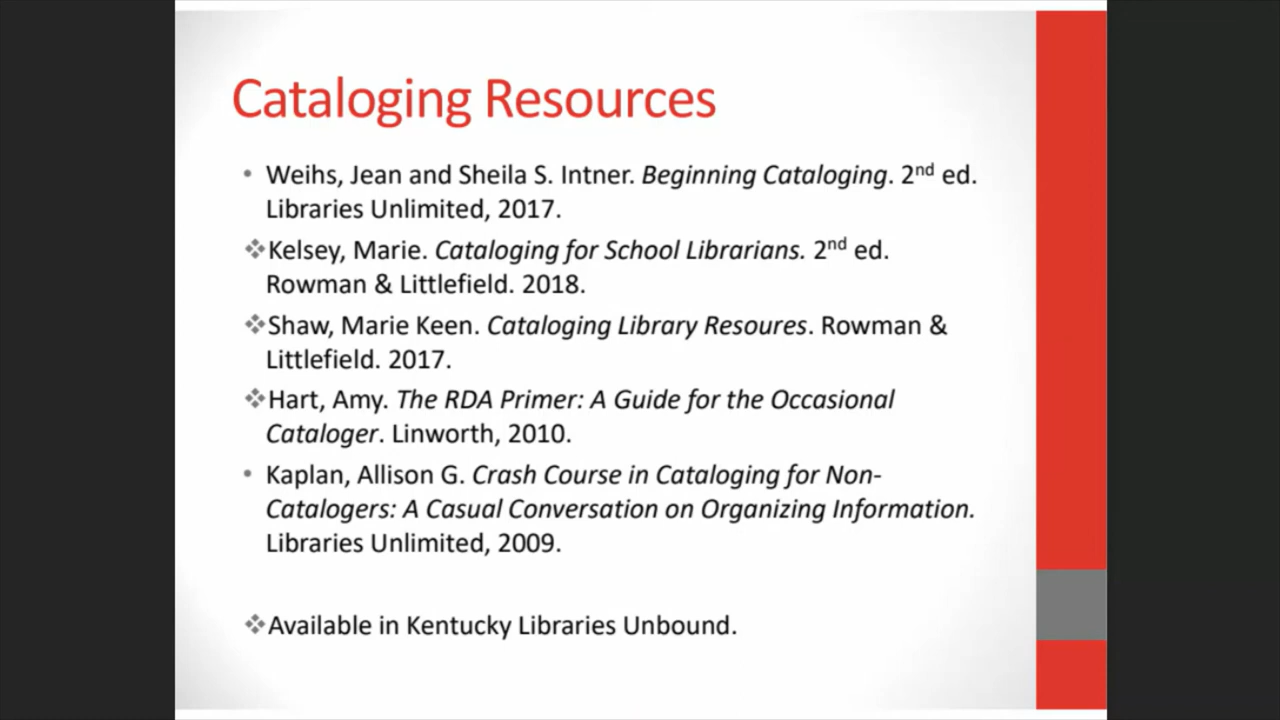 Cataloging Resources
• Weihs, Jean and Sheila S. Intner. Beginning Cataloging. 2nd ed.
Libraries Unlimited, 2017.
❖Kelsey, Marie. Cataloging for School Librarians. 2nd ed.
Rowman & Littlefield. 2018.
❖Shaw, Marie Keen. Cataloging Library Resoures. Rowman &
Littlefield. 2017.
❖Hart, Amy. The RDA Primer: A Guide for the Occasional
Cataloger. Linworth, 2010.
• Kaplan, Allison G. Crash Course in Cataloging for Non-
Catalogers: A Casual Conversation on Organizing Information.
Libraries Unlimited, 2009.
❖Available in Kentucky Libraries Unbound.